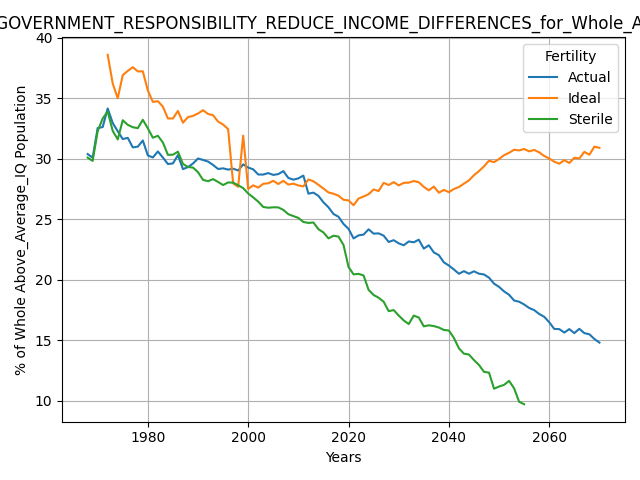 GOVERNMENT_RESPONSIBILITY_REDUCE_INCOME_DIFFERENCES_for_Whole_A
% of Whole Above_Average_IQ Population
40
35
30
25
20
15
10
Fertility
Actual
Ideal
Sterile
1980
2000
2020
2040
2060
Years